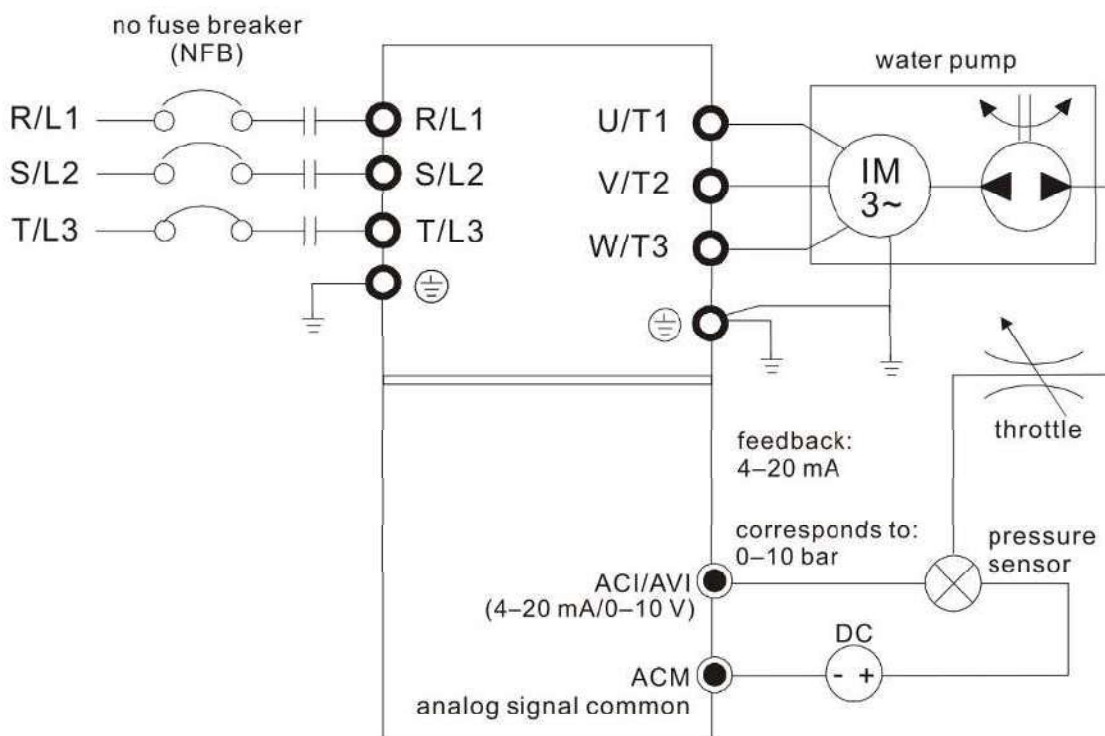 no fuse breaker
(NFB)
water pump
R/L1
R/L1
U/T1
S/L2
S/L2
V/T2
IM
3~
T/L3
T/L3
W/T3
throttle
feedback:
4–20 mA
corresponds to:
0–10 bar
pressure
sensor
ACI/AVI
(4–20 mA/0–10 V)
DC
- +
ACM
analog signal common